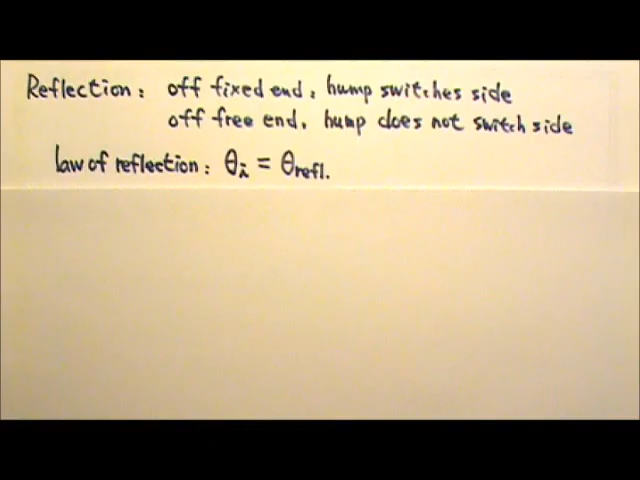 Reflection: off fixed end, hump switches side
off free end, hump does not switch side
law of reflection: θi = θrefl.